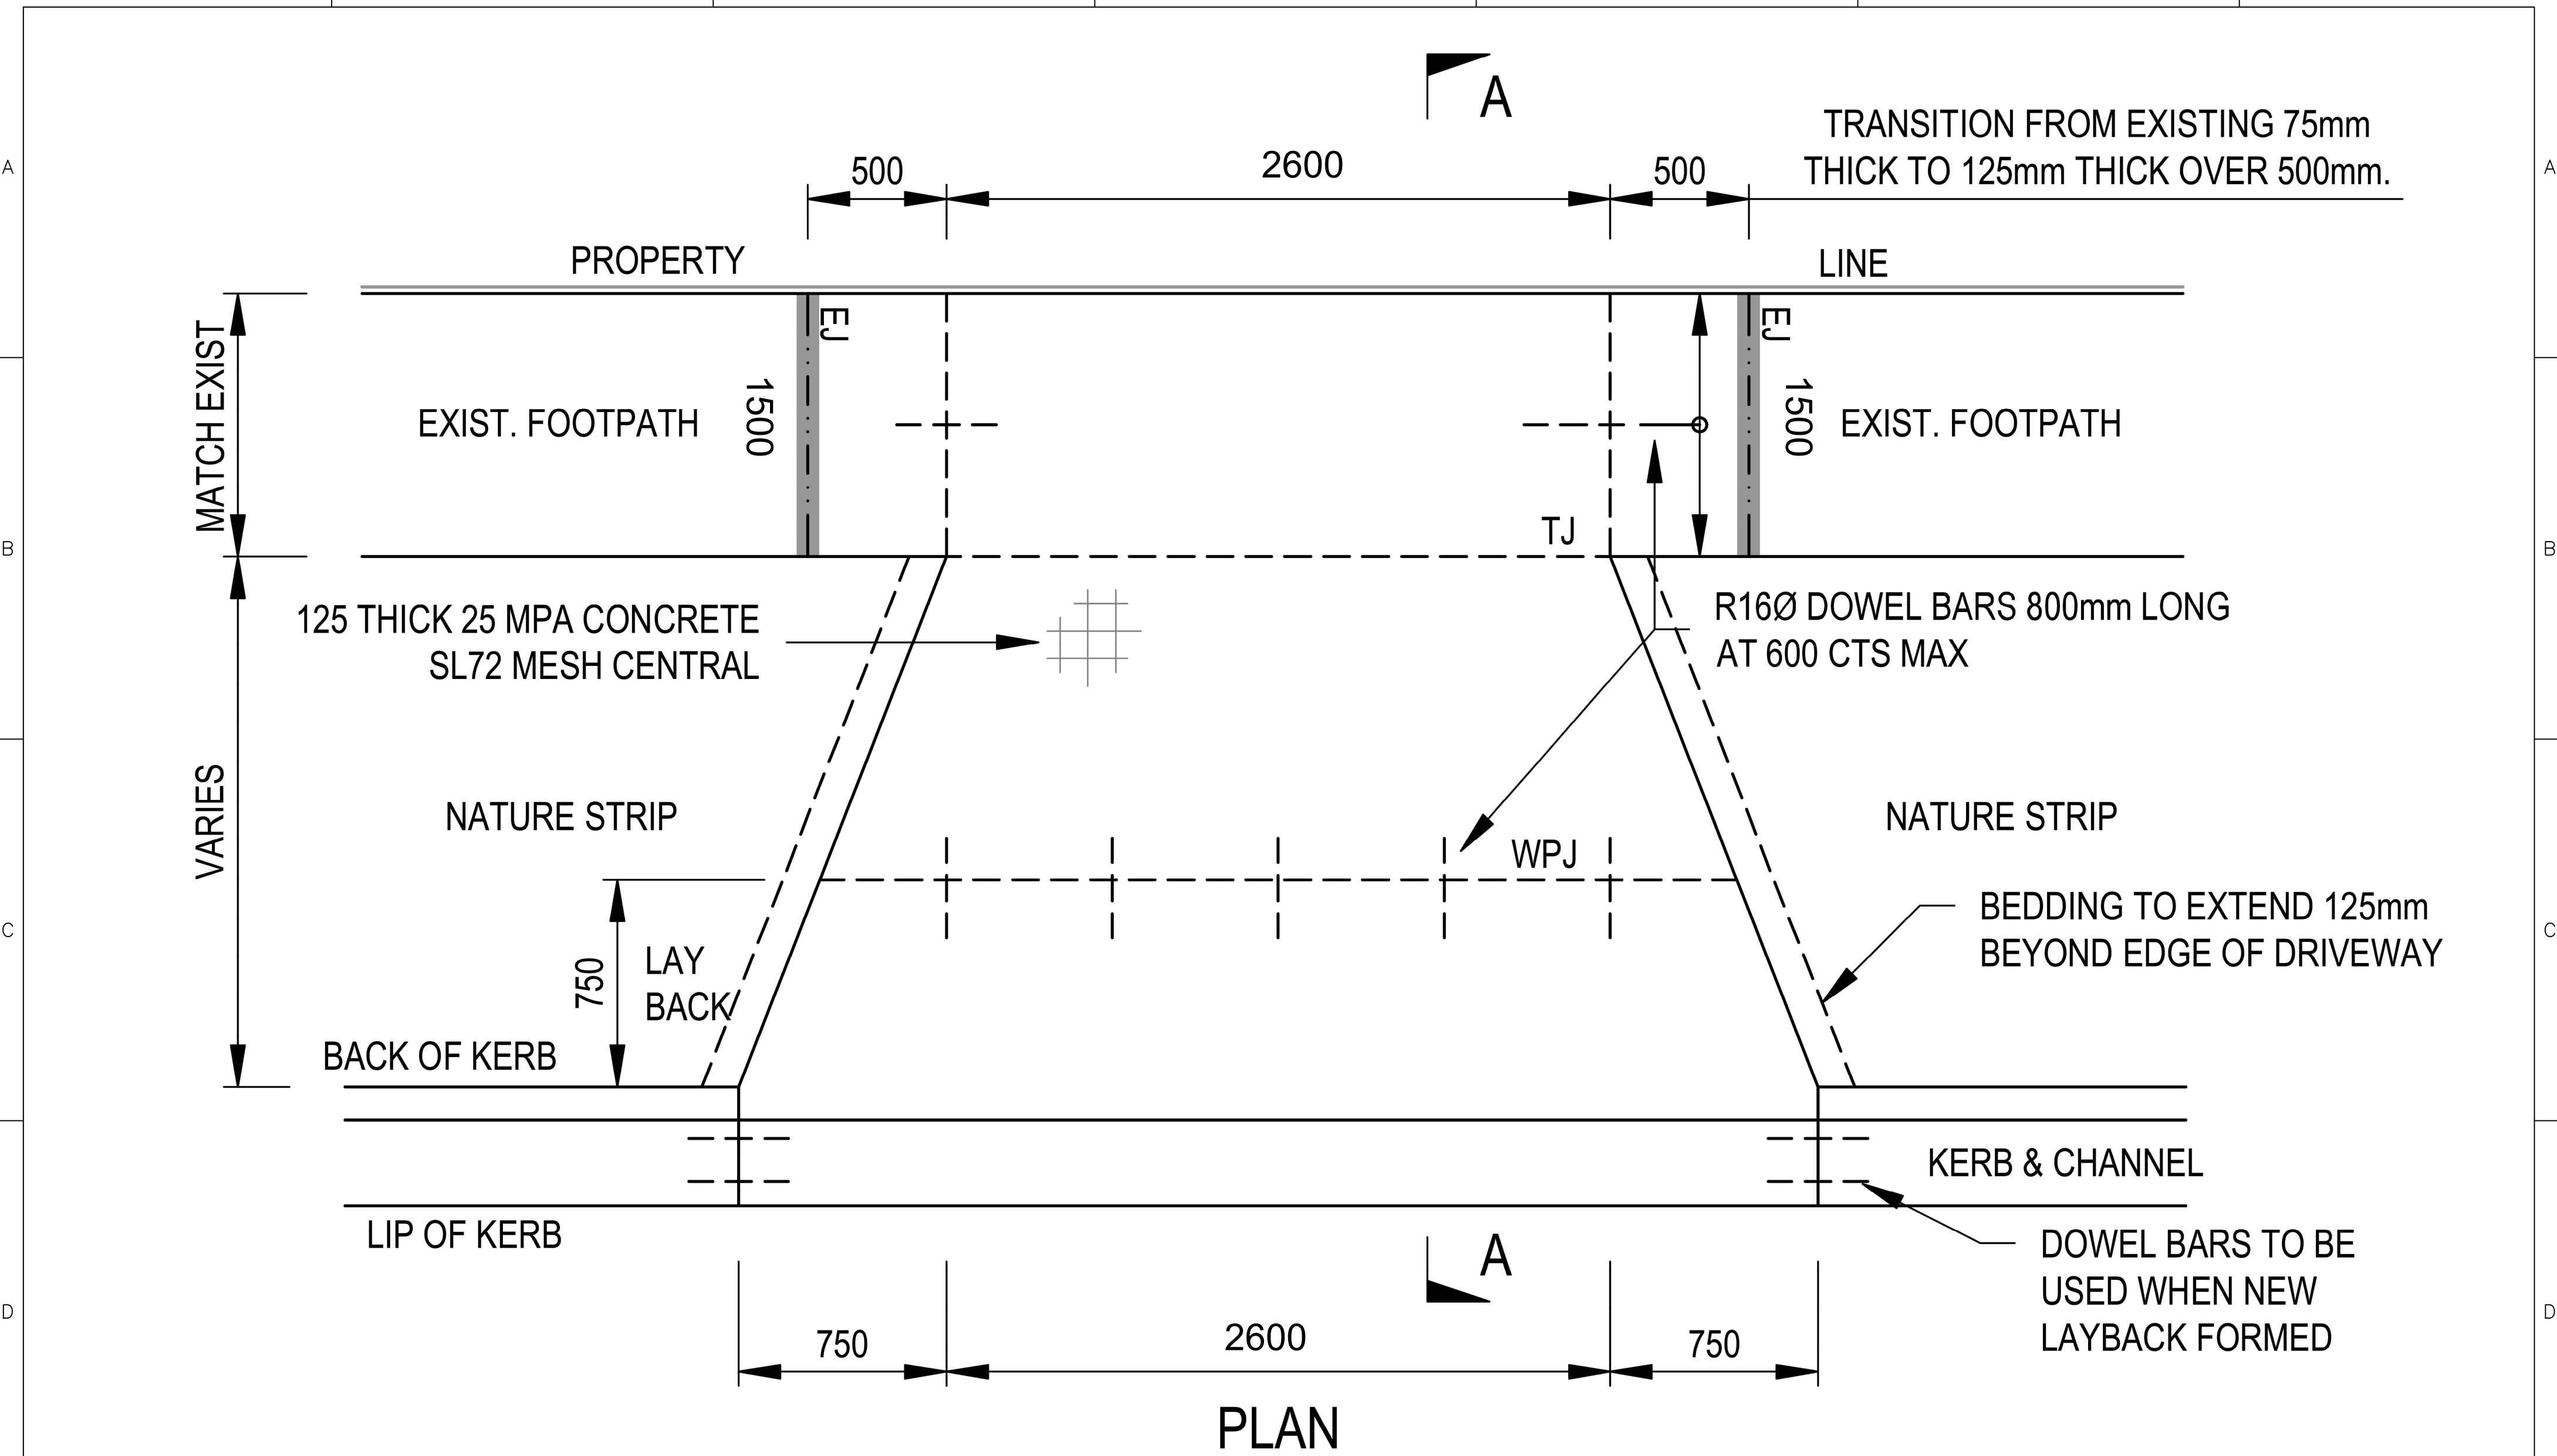 A
TRANSITION FROM EXISTING 75mm
THICK TO 125mm THICK OVER 500mm.
500
2600
500
A
A
PROPERTY
LINE
EJ
EJ
MATCH EXIST
EXIST. FOOTPATH
1500
1500
EXIST. FOOTPATH
TJ
B
B
125 THICK 25 MPA CONCRETE
SL72 MESH CENTRAL
R16Ø DOWEL BARS 800mm LONG
AT 600 CTS MAX
VARIES
NATURE STRIP
NATURE STRIP
WPJ
BEDDING TO EXTEND 125mm
BEYOND EDGE OF DRIVEWAY
C
C
750
LAY
BACK
BACK OF KERB
KERB & CHANNEL
LIP OF KERB
A
DOWEL BARS TO BE
USED WHEN NEW
LAYBACK FORMED
D
D
750
2600
750
PLAN